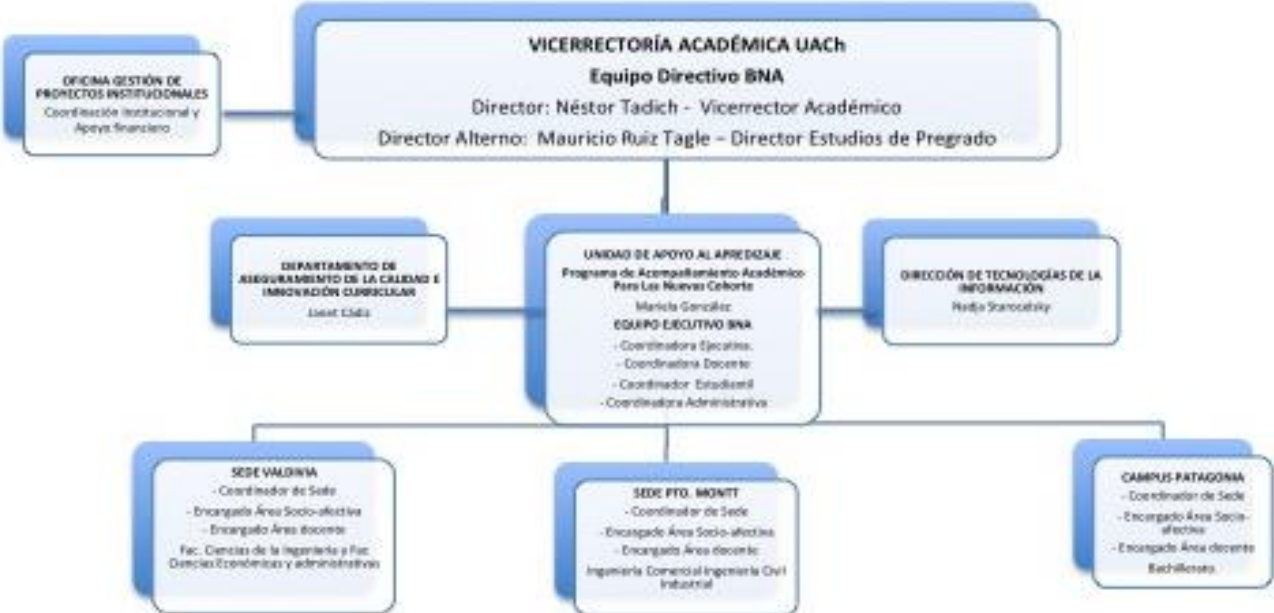 VICERRECTORÍA ACADÉMICA UACh
Equipo Directivo BNA
Director: Néstor Tadich - Vicerrector Académico
Director Alterno: Mauricio Ruiz Tagle – Director Estudios de Pregrado
OFICINA GESTIÓN DE
PROYECTOS INSTITUCIONALES
Coordinación Institucional y
Apoyo financiero
DEPARTAMENTO DE
ASEGURAMIENTO DE LA CALIDAD E
INNOVACIÓN CURRICULAR
Janet Cádiz
UNIDAD DE APOYO AL APREDIZAJE
Programa de Acompañamiento Académico
Para Las Nuevas Cohorte
Mariela González
EQUIPO EJECUTIVO BNA
- Coordinadora Ejecutiva.
- Coordinadora Docente
- Coordinador Estudiantil
- Coordinadora Administrativa
DIRECCIÓN DE TECNOLOGÍAS DE LA
INFORMACIÓN
Nadja
SEDE VALDIVIA
- Coordinador de Sede
- Encargado Área Socio-afectiva
- Encargado Área docente
Fac. Ciencias de la Ingeniería y Fac
Ciencias Económicas y administrativas
SEDE PTO. MONTT
- Coordinador de Sede
- Encargado Área Socio-afectiva
- Encargado Área docente
Ingeniería Comercial-Ingeniería Civil
Industrial
CAMPUS PATAGONIA
- Coordinador de Sede
- Encargado Área Socio-
afectiva
- Encargado Área docente
Bachillerato.